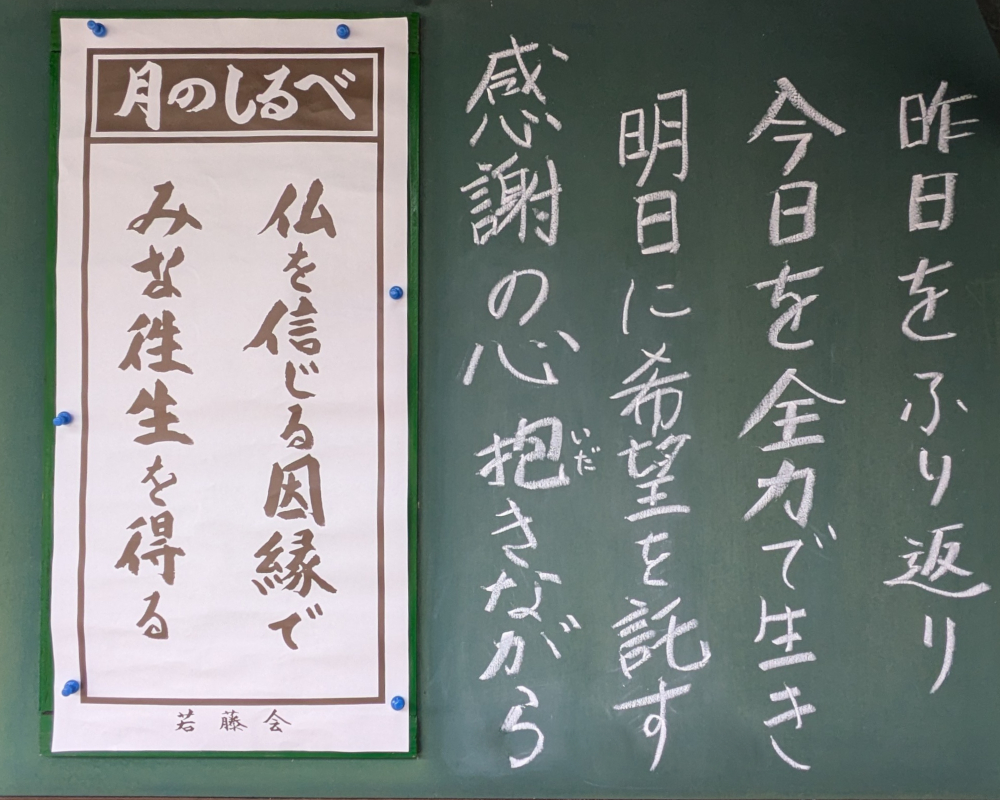 昨日をふり返り
今日を全力で生き
明日に希望を託す
感謝の心 抱きながら
いだ
月のしるべ
仏を信じる因縁で
みな往生を得る
若藤会